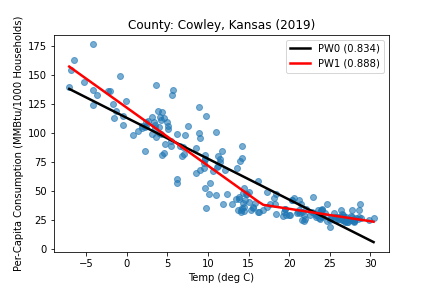 County: Cowley, Kansas (2019)
Per-Capita Consumption (MMBtu/1000 Households)
175
150
125
100
75
50
25
0
PW0 (0.834)
PW1 (0.888)
−5 0 5 10 15 20 25 30
Temp (deg C)